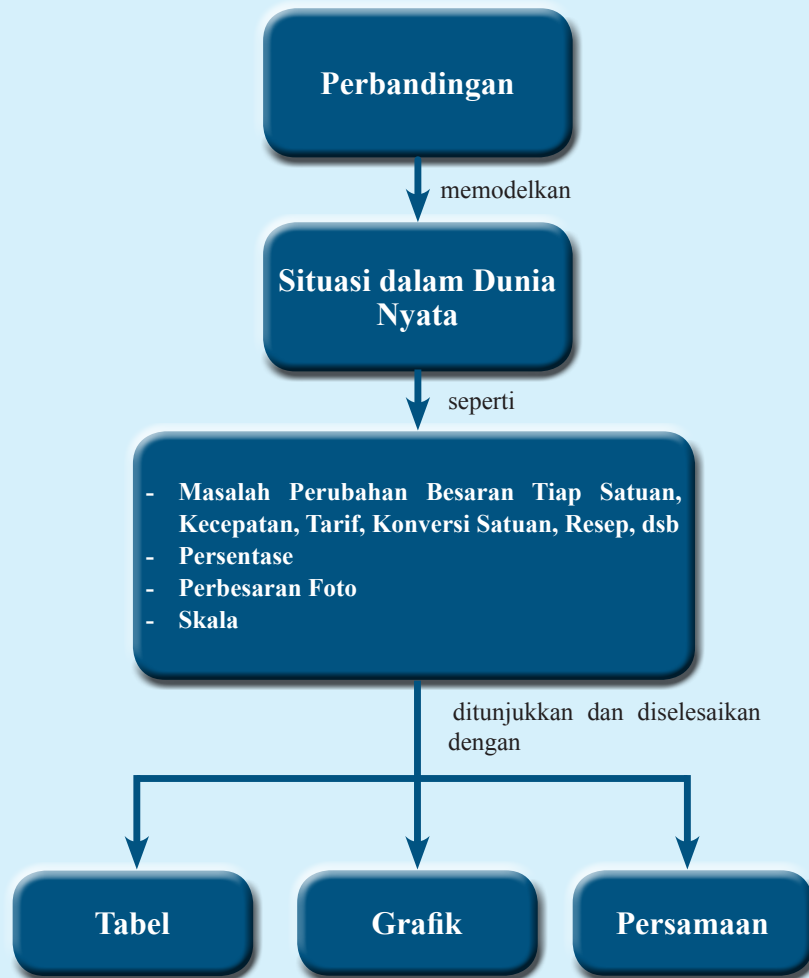 Perbandingan
memodelkan
Situasi dalam Dunia
Nyata
seperti
- Masalah Perubahan Besaran Tiap Satuan,
Kecepatan, Tarif, Konversi Satuan, Resep, dsb
- Persentase
- Perbesaran Foto
- Skala
ditunjukkan dan diselesaikan
dengan
Tabel
Grafik
Persamaan